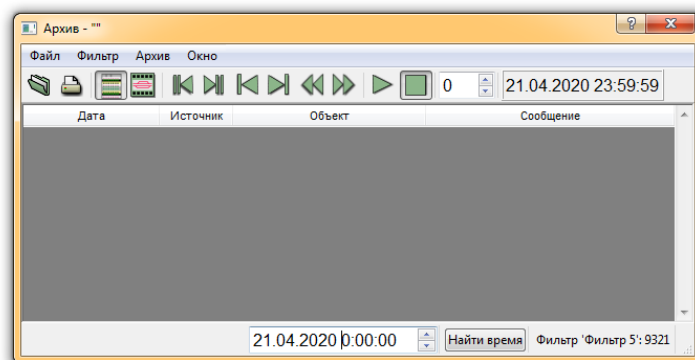 Архив - ""
Файл Фильтр Архив Окно
0 21.04.2020 23:59:59
Дата Источник Объект Сообщение
21.04.2020 0:00:00 Найти время Фильтр 'Фильтр 5': 9321